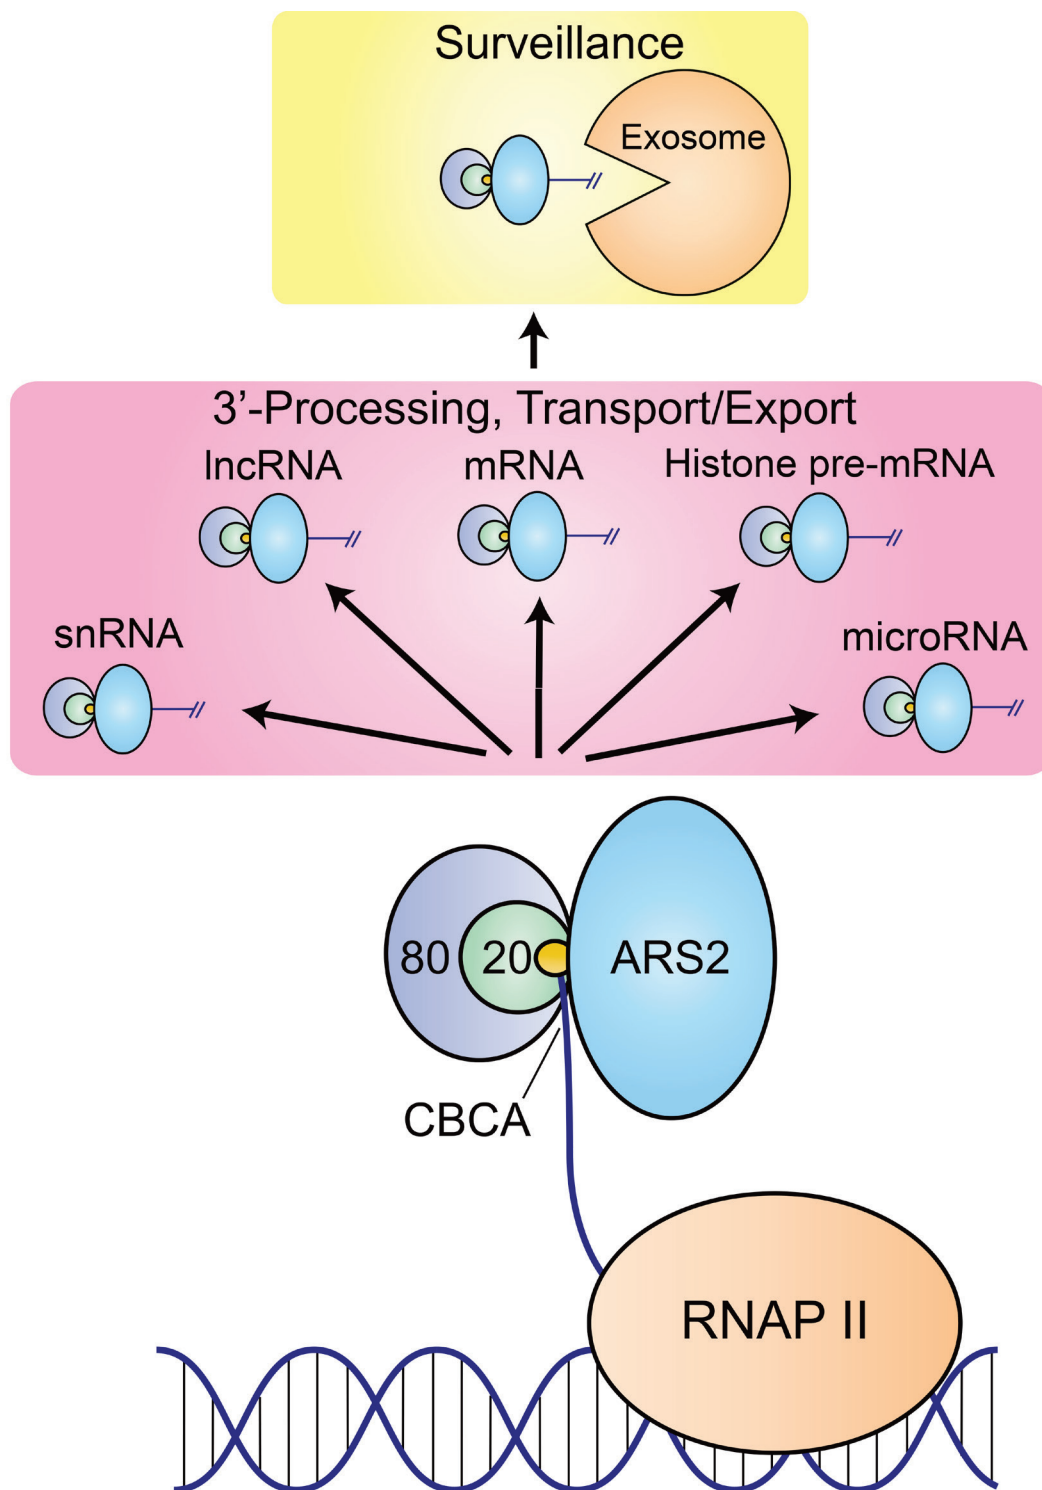 Surveillance
Exosome
3’-Processing, Transport/Export
lncRNA
mRNA
Histone pre-mRNA
snRNA
microRNA
80
20
ARS2
CBCA
RNAP II